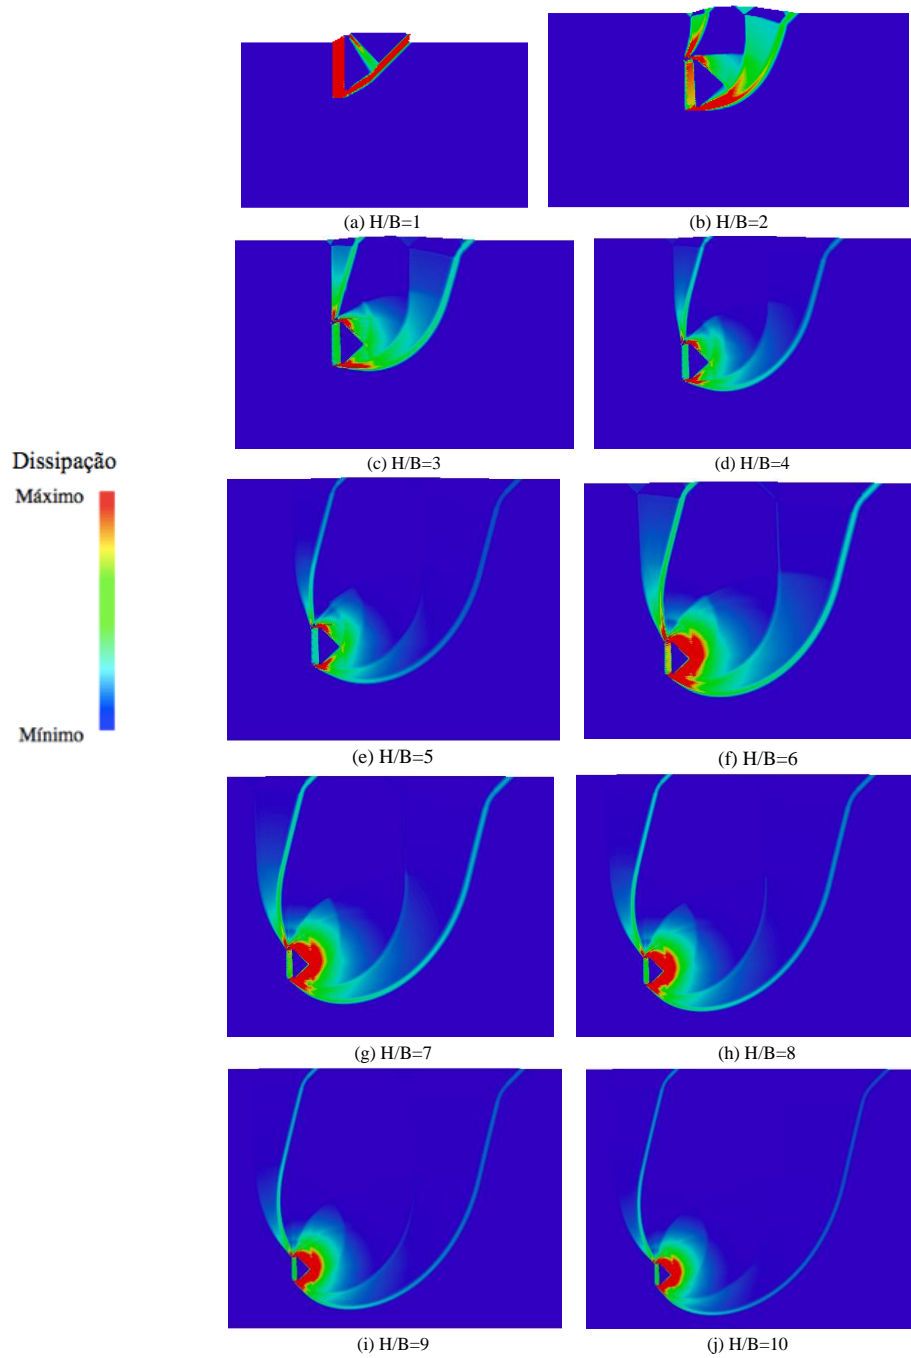 (a) H/B=1
(b) H/B=2
(c) H/B=3
(d) H/B=4
Dissipação
Máximo
Mínimo
(e) H/B=5
(f) H/B=6
(g) H/B=7
(h) H/B=8
(i) H/B=9
(j) H/B=10